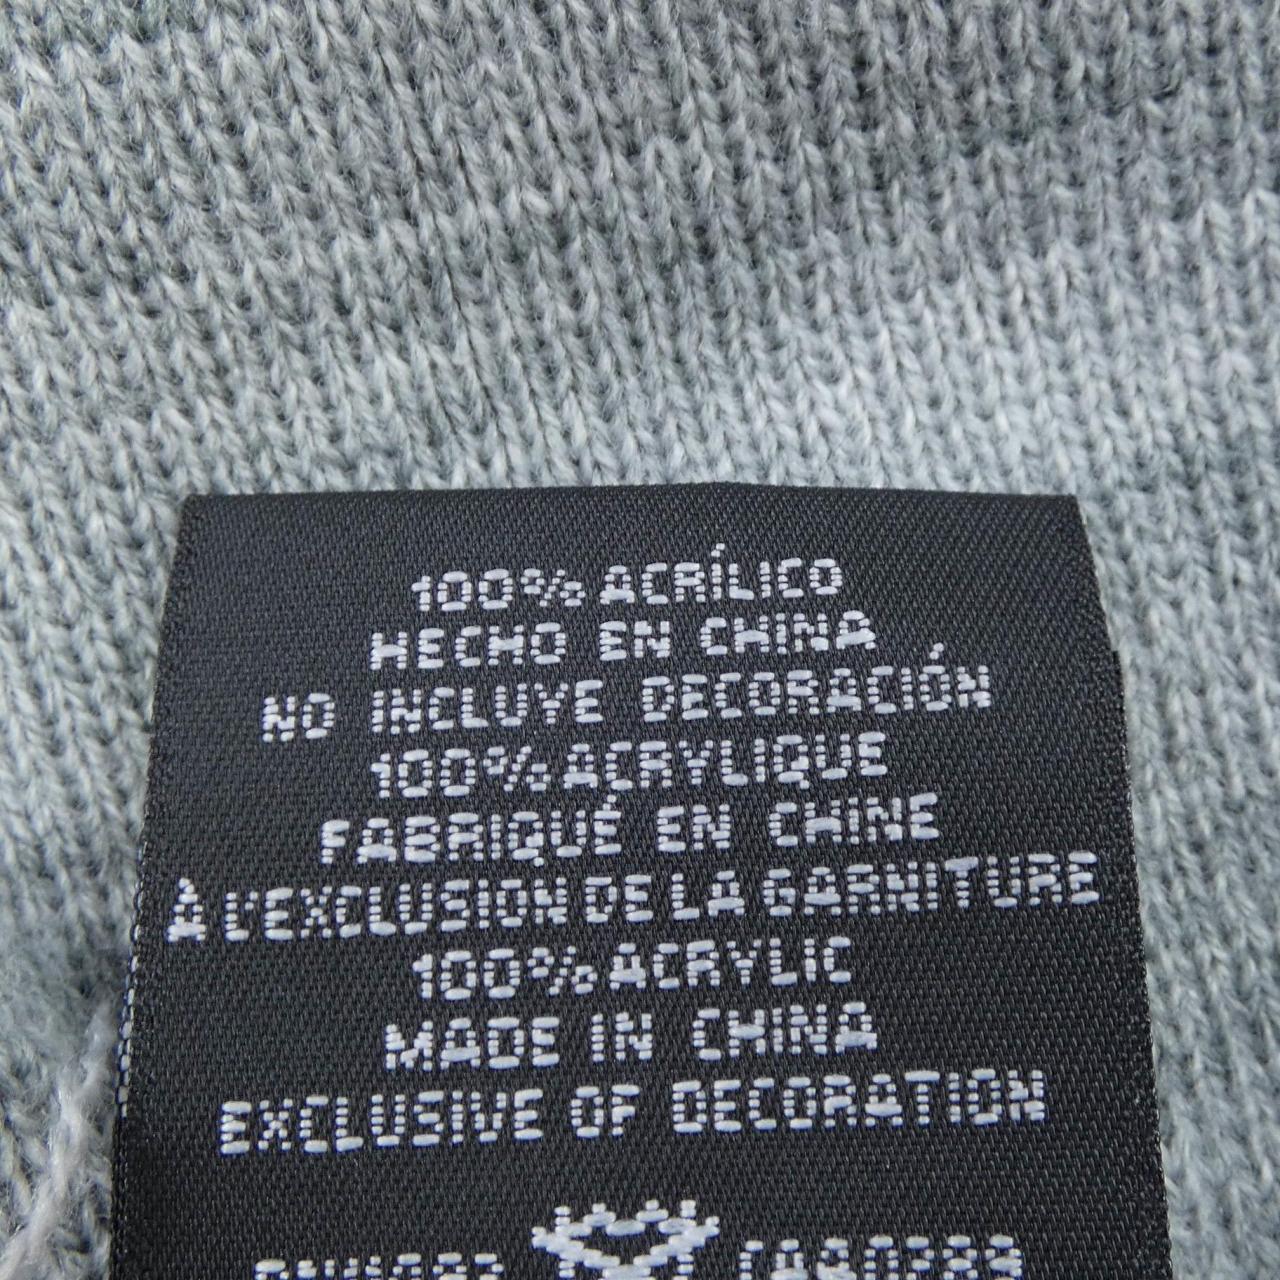 100% ACRÍLICO
HECHO EN CHINA
NO INCLUYE DECORACIÓN
100% ACRYLIQUE
FABRIQUÉ EN CHINE
À L'EXCLUSION DE LA GARNITURE
100% ACRYLIC
MADE IN CHINA
EXCLUSIVE OF DECORATION